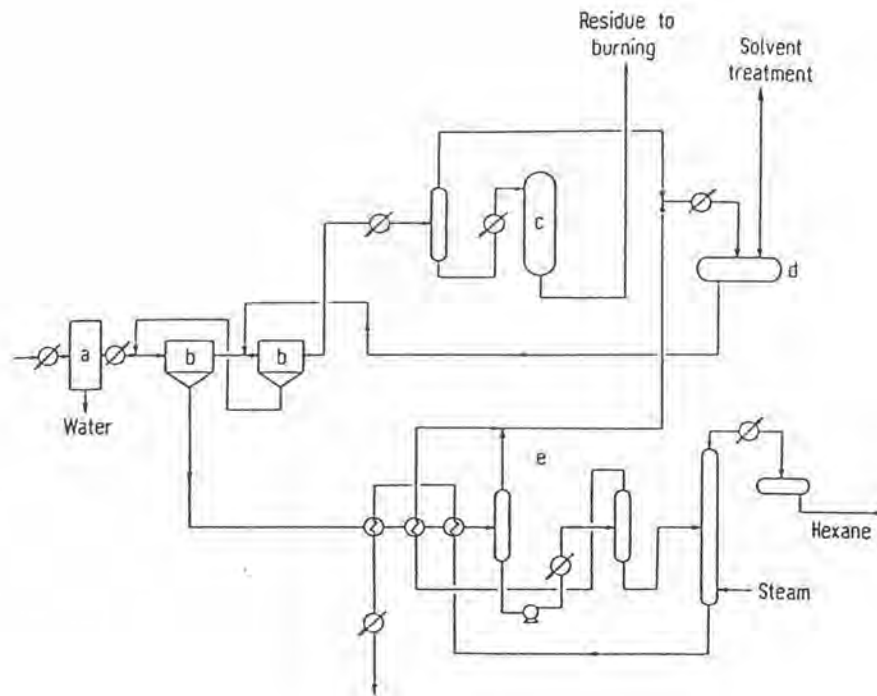 Residue to
burning
Solvent
treatment
c
d
a
b
b
Water
e
Hexane
Steam